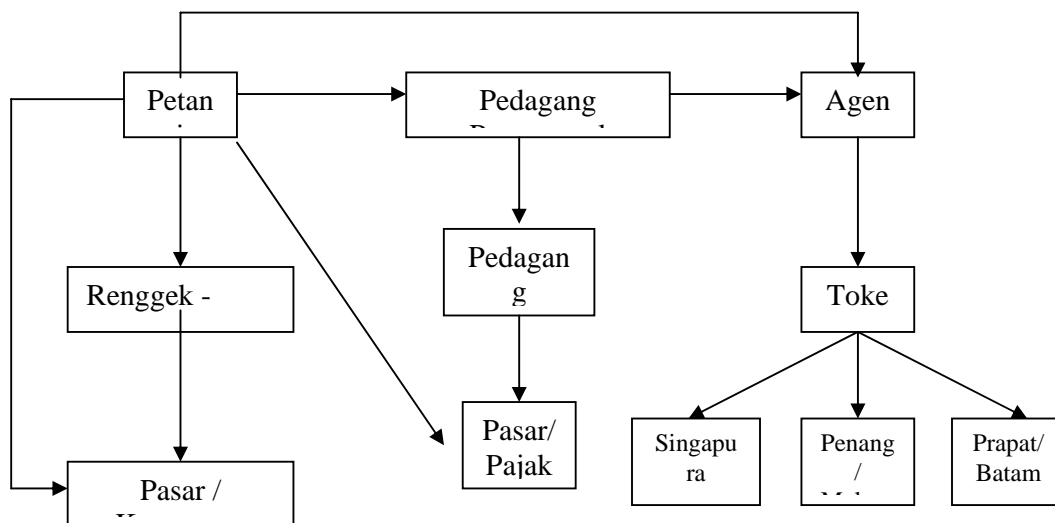 Petan
i
Pedagang
Agen
Pedagan
g
Renggek -
Toke
Pasar/
Pajak
Singapu
ra
Penang
/
Prapat/
Batam
Pasar /